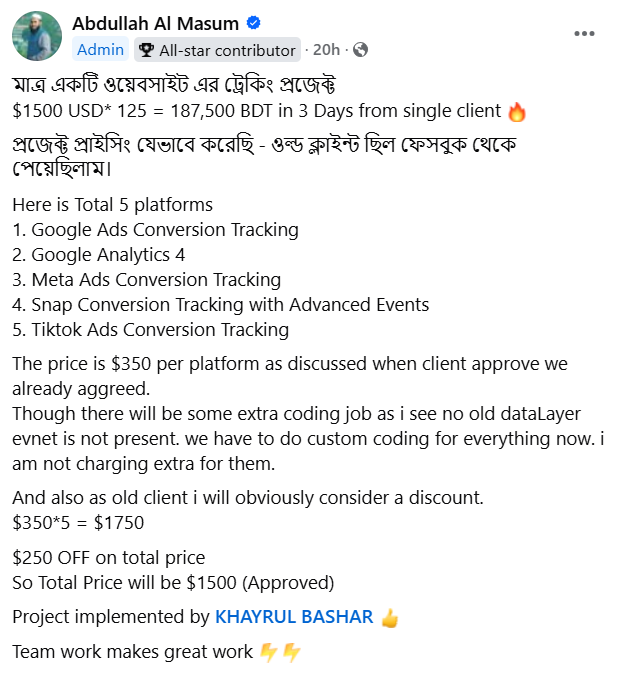 Abdullah Al Masum
Admin All-star contributor · 20h ·
মাত্র একটি ওয়েবসাইট এর ট্রেকিং প্রজেক্ট
$1500 USD* 125 = 187,500 BDT in 3 Days from single client 🔥
প্রজেক্ট প্রাইসিং যেভাবে করেছি - ওল্ড ক্লাইন্ট ছিল ফেসবুক থেকে
পেয়েছিলাম।
Here is Total 5 platforms
1. Google Ads Conversion Tracking
2. Google Analytics 4
3. Meta Ads Conversion Tracking
4. Snap Conversion Tracking with Advanced Events
5. Tiktok Ads Conversion Tracking
The price is $350 per platform as discussed when client approve we
already aggreed.
Though there will be some extra coding job as i see no old dataLayer
evnet is not present. we have to do custom coding for everything now. i
am not charging extra for them.
And also as old client i will obviously consider a discount.
$350*5 = $1750
$250 OFF on total price
So Total Price will be $1500 (Approved)
Project implemented by KHAYRUL BASHAR 👍
Team work makes great work ⚡⚡